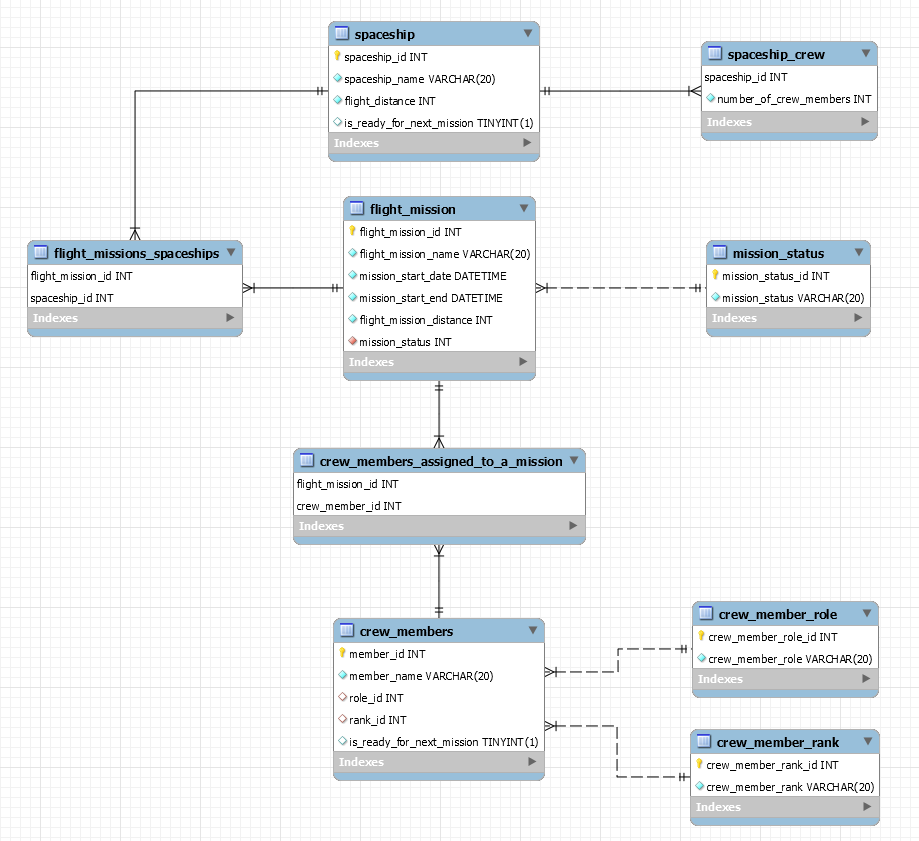 spaceship
spaceship_id INT
spaceship_name VARCHAR(20)
flight_distance INT
is_ready_for_next_mission TINYINT(1)
Indexes
spaceship_crew
spaceship_id INT
number_of_crew_members INT
Indexes
flight_missions_spaceships
flight_mission_id INT
spaceship_id INT
Indexes
flight_mission
flight_mission_id INT
flight_mission_name VARCHAR(20)
mission_start_date DATETIME
mission_start_end DATETIME
flight_mission_distance INT
mission_status INT
Indexes
mission_status
mission_status_id INT
mission_status VARCHAR(20)
Indexes
crew_members_assigned_to_a_mission
flight_mission_id INT
crew_member_id INT
Indexes
crew_members
member_id INT
member_name VARCHAR(20)
role_id INT
rank_id INT
is_ready_for_next_mission TINYINT(1)
Indexes
crew_member_role
crew_member_role_id INT
crew_member_role VARCHAR(20)
Indexes
crew_member_rank
crew_member_rank_id INT
crew_member_rank VARCHAR(20)
Indexes